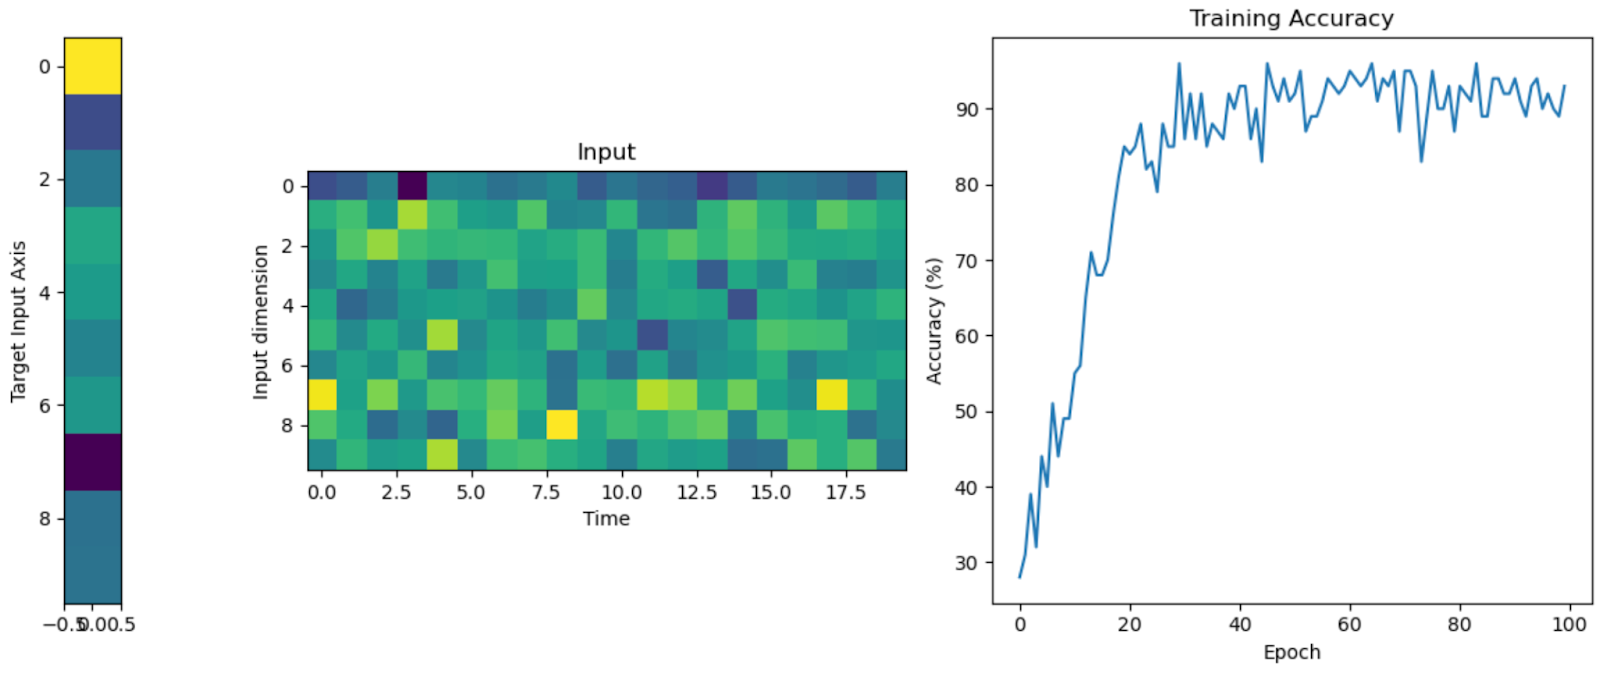 Target Input Axis
0
2
4
6
8
−0.5 0.0 0.5
Input
Input dimension
0
2
4
6
8
0.0 2.5 5.0 7.5 10.0 12.5 15.0 17.5
Time
Training Accuracy
Accuracy (%)
90
80
70
60
50
40
30
0 20 40 60 80 100
Epoch